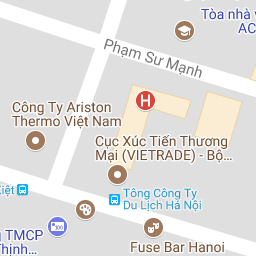 Tòa nhà v
AC
Phạm Sư Mạnh
H
Công Ty Ariston
Thermo Việt Nam
Cục Xúc Tiến Thương
Mại (VIETRADE) - Bộ...
Kiệt
Tổng Công Ty
Du Lịch Hà Nội
g TMCP
Thịnh...
Fuse Bar Hanoi